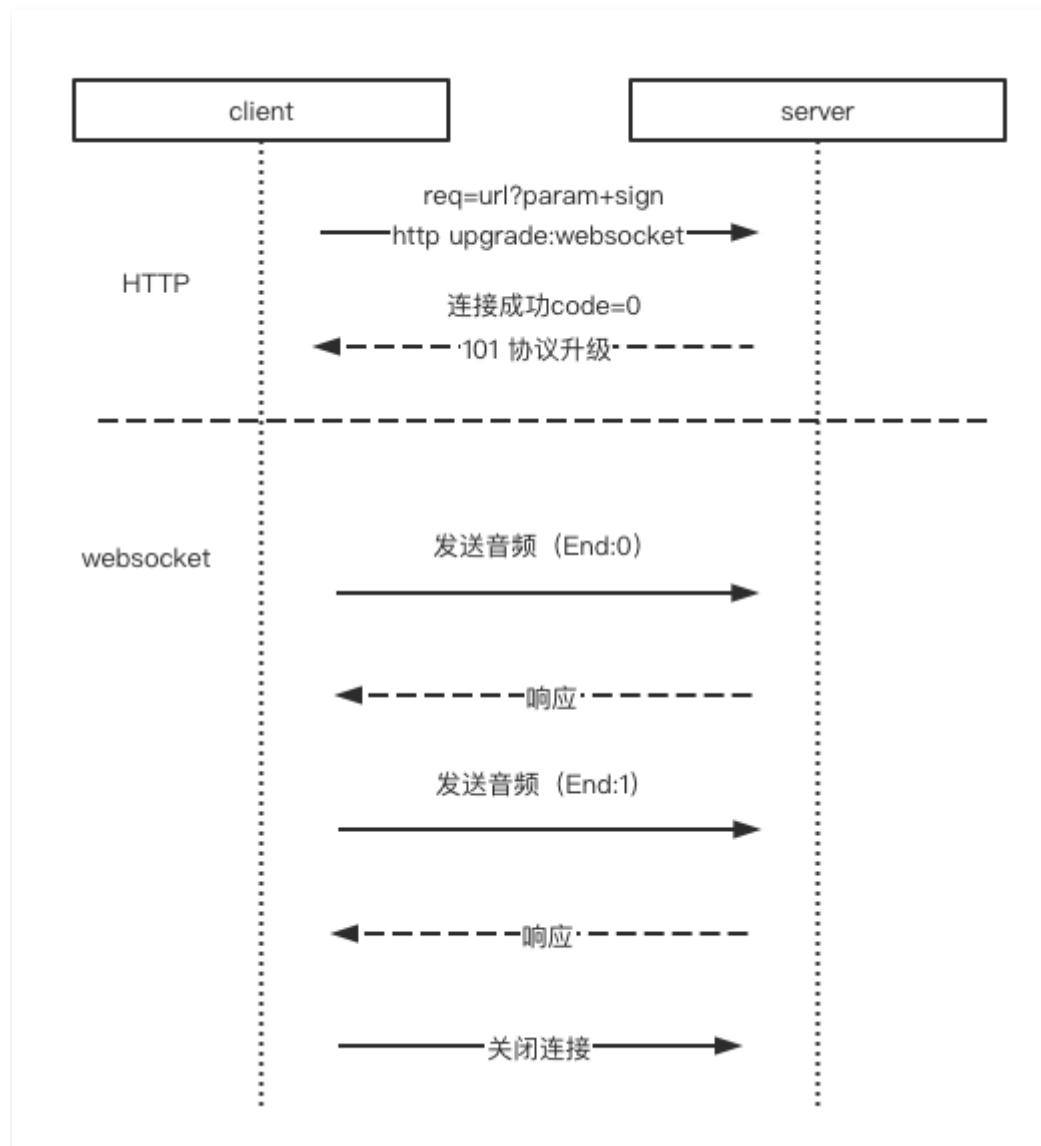 client
server
req=url?param+sign
http upgrade:websocket
HTTP
连接成功code=0
101 协议升级
websocket
发送音频（End:0）
响应
发送音频（End:1）
响应
关闭连接